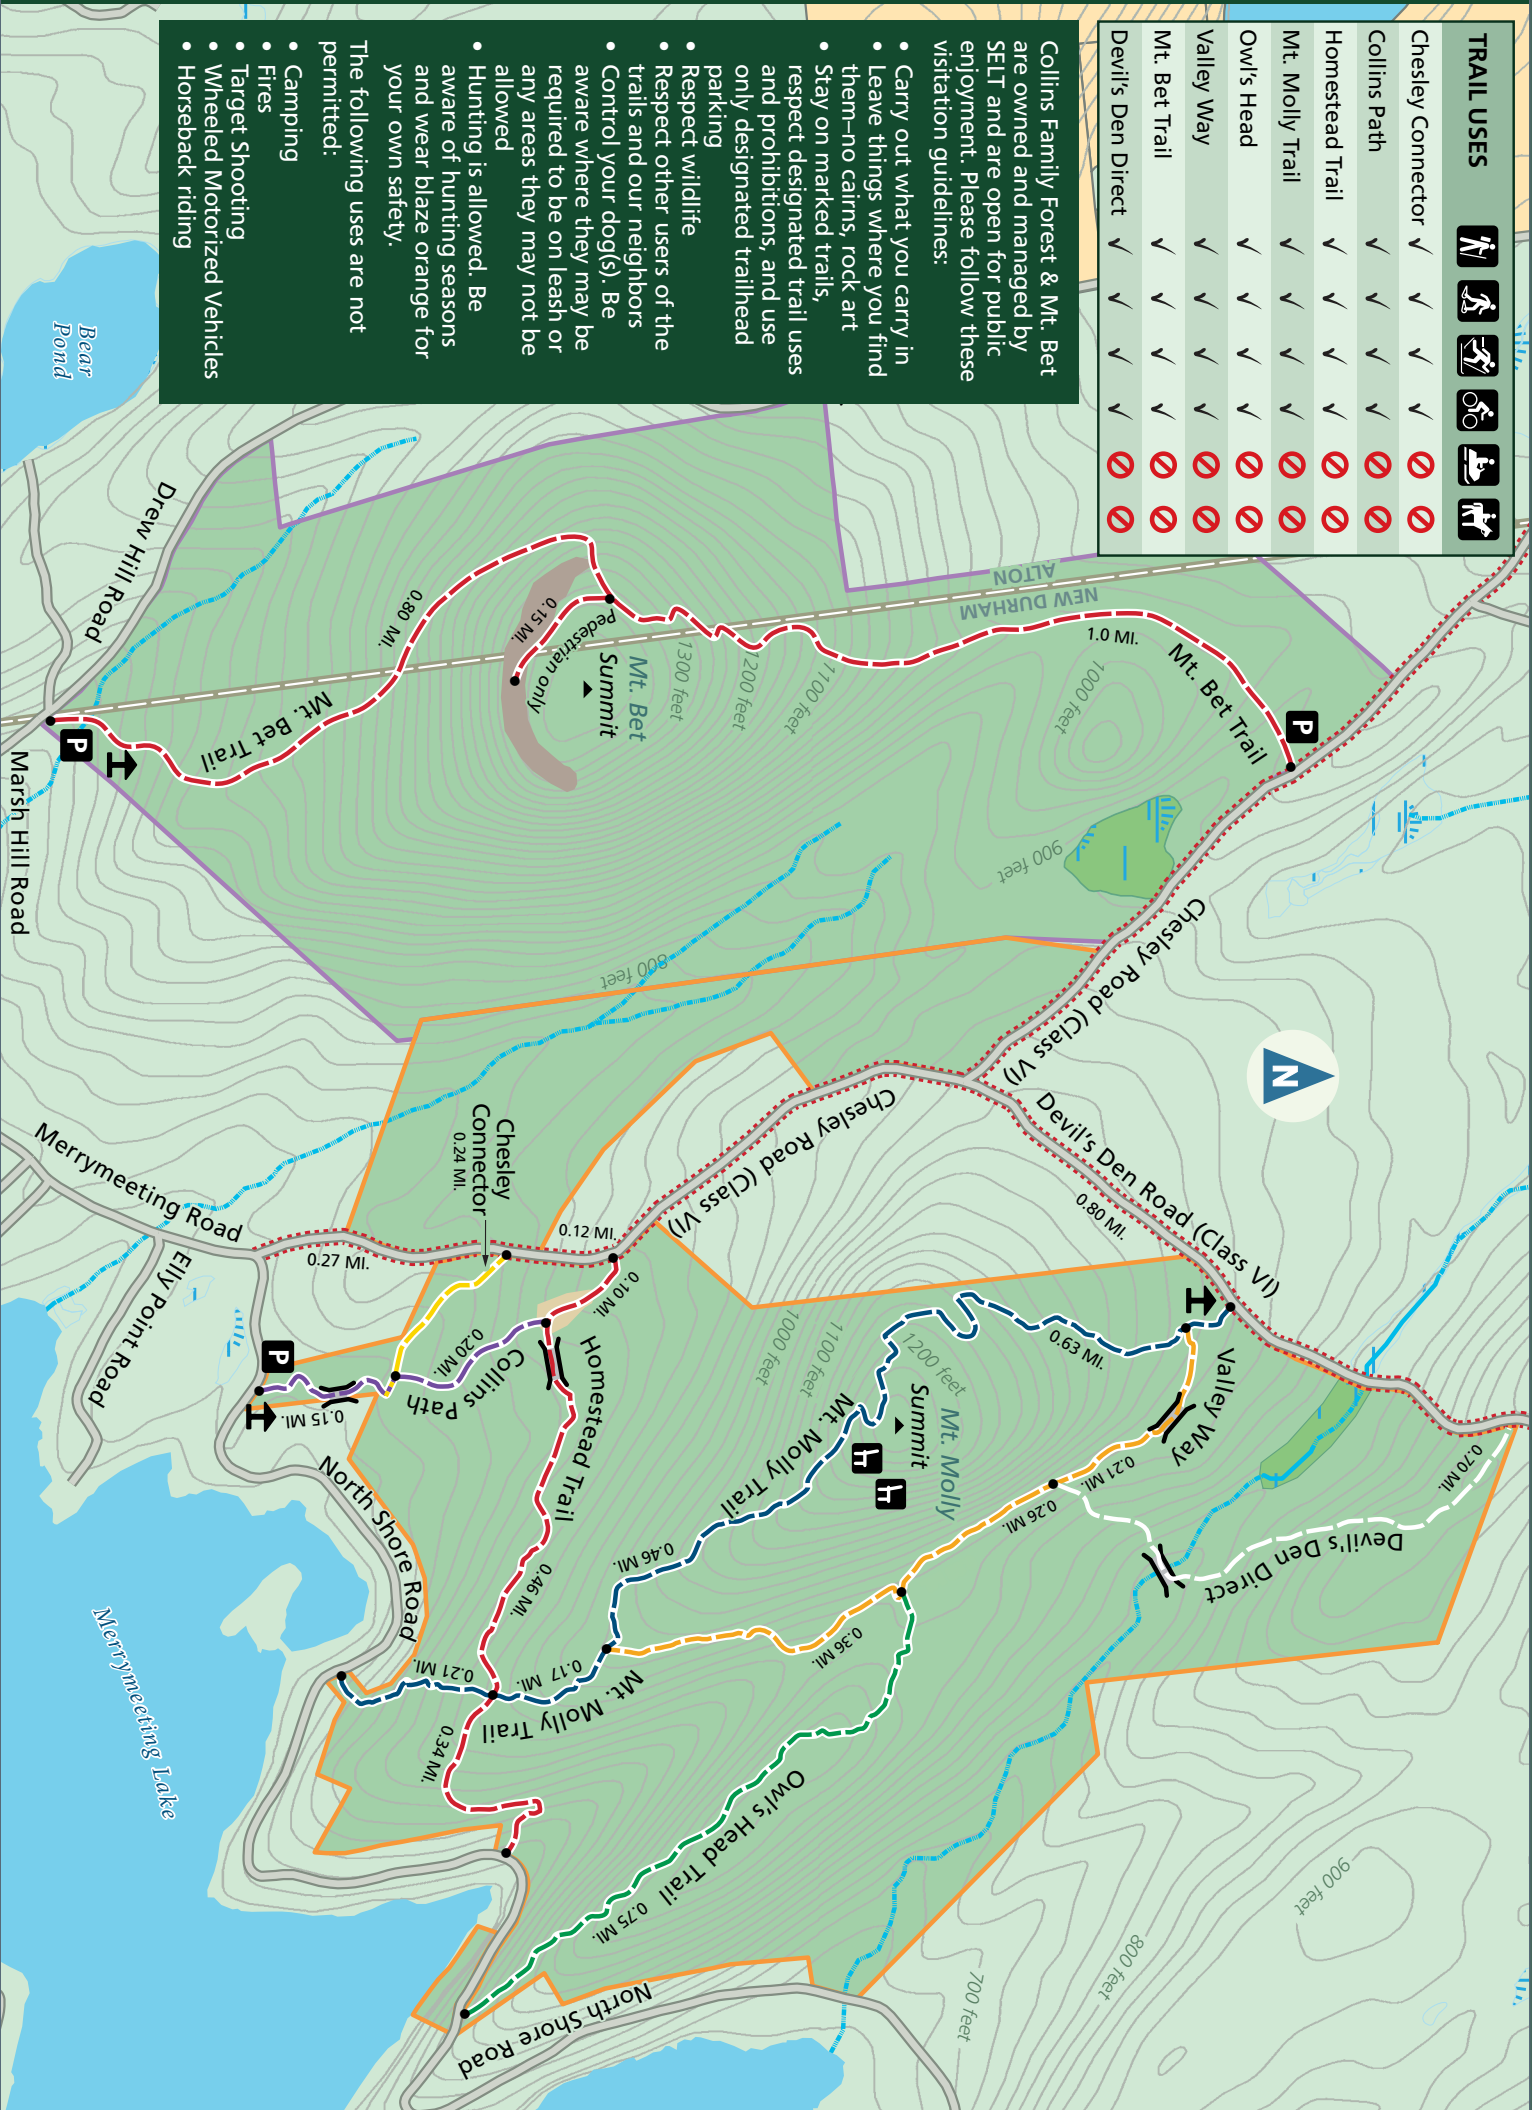 TRAIL USES
Chesley Connector
Collins Path
Homestead Trail
Mt. Molly Trail
Owl's Head
Valley Way
Mt. Bet Trail
Devil's Den Direct
Collins Family Forest & Mt. Bet
are owned and managed by
SELT and are open for public
enjoyment. Please follow these
visitation guidelines:
• Carry out what you carry in
• Leave things where you find
them–no cairns, rock art
• Stay on marked trails,
respect designated trail uses
and prohibitions, and use
only designated trailhead
parking
• Respect wildlife
• Respect other users of the
trails and our neighbors
• Control your dog(s). Be
aware where they may be
required to be on leash or
any areas they may not be
allowed
• Hunting is allowed. Be
aware of hunting seasons
and wear blaze orange for
your own safety.
The following uses are not
permitted:
• Camping
• Fires
• Target Shooting
• Wheeled Motorized Vehicles
• Horseback riding
Bear
Pond
Drew Hill Road
Marsh Hill Road
ALTON
NEW DURHAM
1.0 MI.
Mt. Bet Trail
P
1000 feet
1100 feet
1200 feet
1300 feet
Mt. Bet
Summit
Pedestrian only
0.15 MI.
0.80 MI.
Mt. Bet Trail
P
900 feet
800 feet
Chesley Road (Class VI)
N
Devil's Den Road (Class VI)
0.80 MI.
Chesley Road (Class VI)
Chesley
Connector
0.24 MI.
0.12 MI.
0.27 MI.
Merrymeeting Road
Elly Point Road
P
0.10 MI.
0.20 MI.
Collins Path
0.15 MI.
Homestead Trail
0.46 MI.
1000 feet
1100 feet
1200 feet
Mt. Molly
Summit
0.63 MI.
Mt. Molly Trail
0.46 MI.
Valley Way
0.21 MI.
0.26 MI.
0.36 MI.
0.70 MI.
Devil's Den Direct
North Shore Road
0.21 MI.
0.17 MI.
Mt. Molly Trail
0.34 MI.
Owl's Head Trail
0.75 MI.
North Shore Road
Merrymeeting Lake
900 feet
800 feet
700 feet